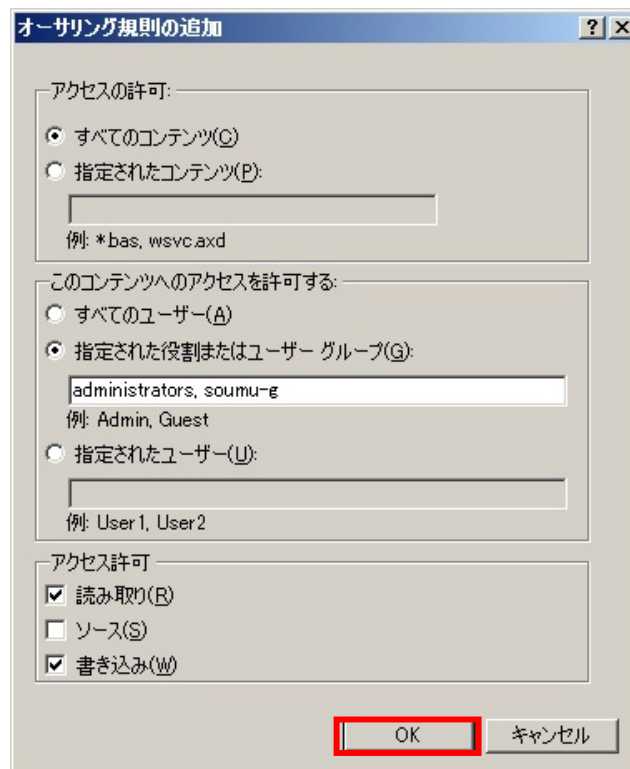 オーサリング規則の追加
アクセスの許可:
すべてのコンテンツ(C)
指定されたコンテンツ(P):
例: *bas, wsvc.axd
このコンテンツへのアクセスを許可する:
すべてのユーザー(A)
指定された役割またはユーザー グループ(G):
administrators, soumu-g
例: Admin, Guest
指定されたユーザー(U):
例: User1, User2
アクセス許可
読み取り(R)
ソース(S)
書き込み(W)
OK キャンセル